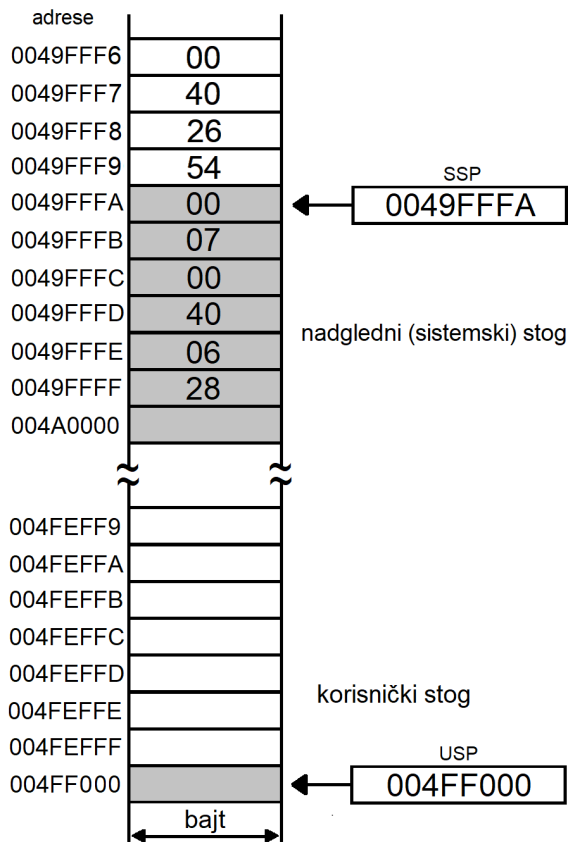 adrese
0049FFF6 00
0049FFF7 40
0049FFF8 26
0049FFF9 54
SSP
0049FFFA 00 0049FFFA
0049FFFB 07
0049FFFC 00
0049FFFD 40
nadgledni (sistemski) stog
0049FFFE 06
0049FFFF 28
004A0000
004FEFF9
004FEFFA
004FEFFB
004FEFFC
004FEFFD
korisnički stog
004FEFFE
004FEFFF
USP
004FF000 004FF000
bajt